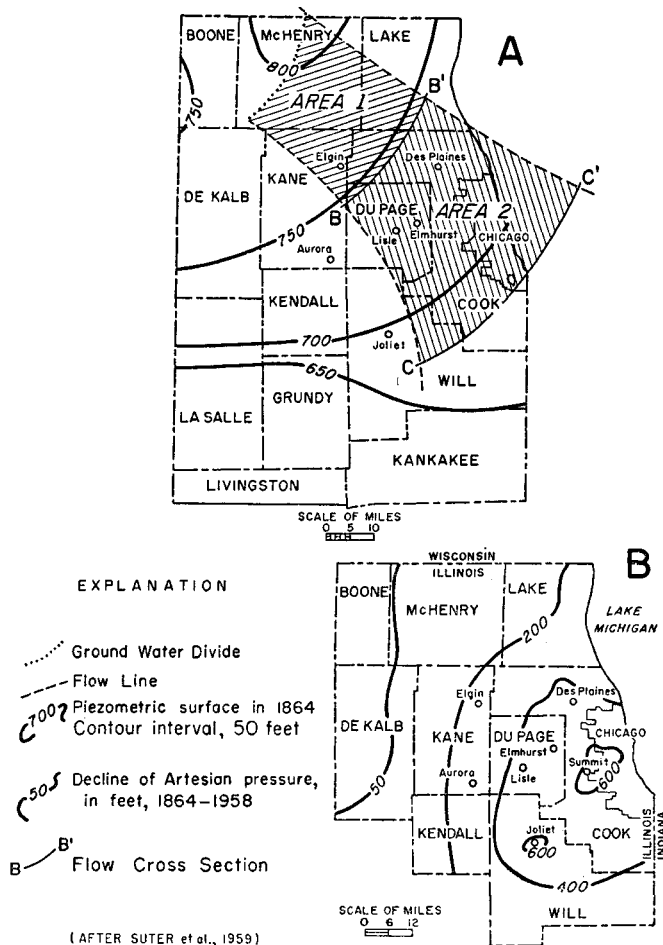 A
BOONE
McHENRY
LAKE
800
750
AREA 1
B'
Elgin
Des Plaines
C'
KANE
DE KALB
B
DU PAGE
AREA 2
Elmhurst
Lisle
CHICAGO
750
Aurora
KENDALL
COOK
700
Joliet
C
650
WILL
GRUNDY
LA SALLE
KANKAKEE
LIVINGSTON
SCALE OF MILES
0 5 10
B
WISCONSIN
ILLINOIS
BOONE
McHENRY
LAKE
LAKE
MICHIGAN
200
Elgin
Des Plaines
DE KALB
KANE
DU PAGE
CHICAGO
Elmhurst
Summit
Lisle
600
50
Aurora
KENDALL
Joliet
600
COOK
ILLINOIS
INDIANA
400
WILL
SCALE OF MILES
0 6 12
EXPLANATION
Ground Water Divide
Flow Line
700 Piezometric surface in 1864
Contour interval, 50 feet
50 Decline of Artesian pressure,
in feet, 1864-1958
B B' Flow Cross Section
(AFTER SUTER et al., 1959)